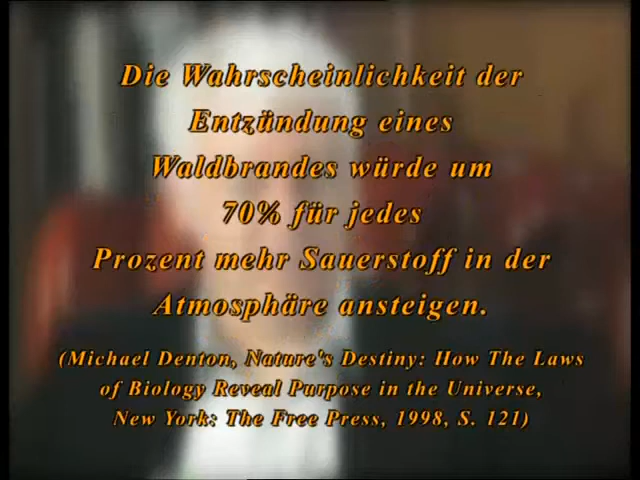 Die Wahrscheinlichkeit der
Entzündung eines
Waldbrandes würde um
70% für jedes
Prozent mehr Sauerstoff in der
Atmosphäre ansteigen.
(Michael Denton, Nature's Destiny: How The Laws
of Biology Reveal Purpose in the Universe,
New York: The Free Press, 1998, S. 121)